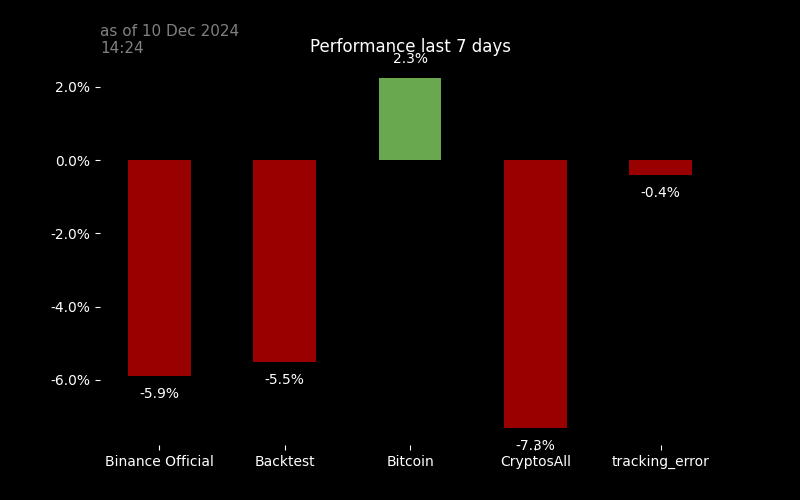 as of 10 Dec 2024
14:24
Performance last 7 days
2.3%
2.0%
0.0%
-0.4%
-2.0%
-4.0%
-6.0%
-5.9%
-5.5%
-7.3%
Binance Official
Backtest
Bitcoin
CryptosAll
tracking_error